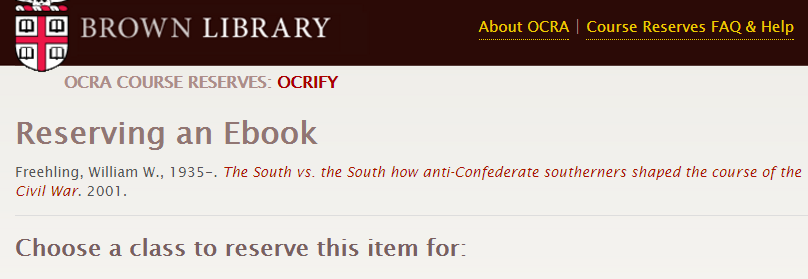 BROWN LIBRARY
About OCRA | Course Reserves FAQ & Help
OCRA COURSE RESERVES: OCRIFY
Reserving an Ebook
Freehling, William W., 1935-. The South vs. the South how anti-Confederate southerners shaped the course of the
Civil War. 2001.
Choose a class to reserve this item for: